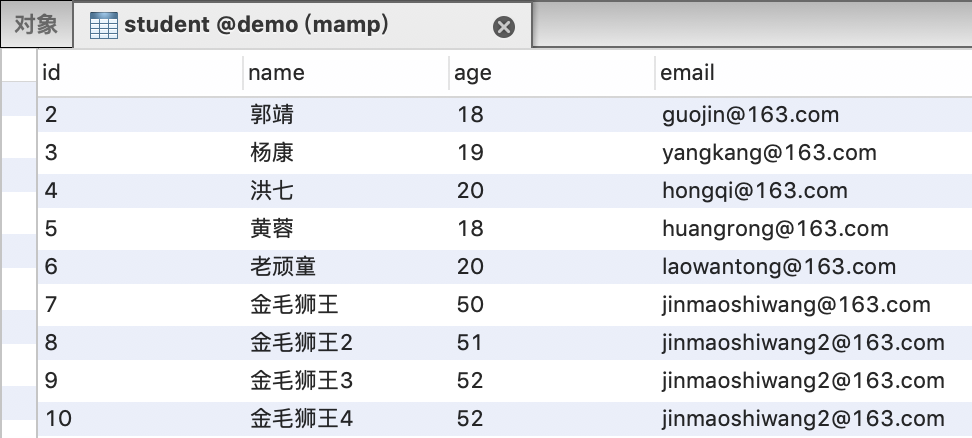 对象 student @demo (mamp)
id name age email
2 郭靖 18 guojin@163.com
3 杨康 19 yangkang@163.com
4 洪七 20 hongqi@163.com
5 黄蓉 18 huangrong@163.com
6 老顽童 20 laowantong@163.com
7 金毛狮王 50 jinmaoshiwang@163.com
8 金毛狮王2 51 jinmaoshiwang2@163.com
9 金毛狮王3 52 jinmaoshiwang2@163.com
10 金毛狮王4 52 jinmaoshiwang2@163.com